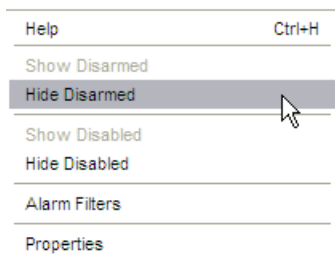 Help Ctrl+H
Show Disarmed
Hide Disarmed
Show Disabled
Hide Disabled
Alarm Filters
Properties